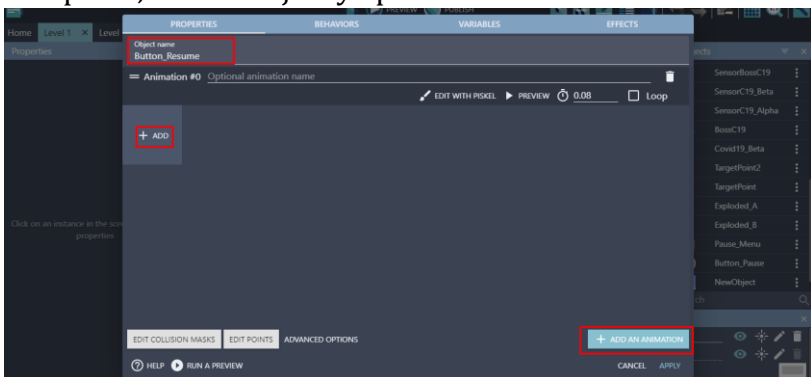 PREVIEW PUBLISH
Home Level 1 × Level
PROPERTIES BEHAVIORS VARIABLES EFFECTS
Properties
Object name
Button_Resume
Animation #0 Optional animation name
EDIT WITH PISKEL PREVIEW 0.08 Loop
+ ADD
Click on an instance in the sce
properties
SensorBossC19
SensorC19_Beta
SensorC19_Alpha
BossC19
Covid19_Beta
TargetPoint2
TargetPoint
Exploded_A
Exploded_B
Pause_Menu
Button_Pause
NewObject
EDIT COLLISION MASKS EDIT POINTS ADVANCED OPTIONS + ADD AN ANIMATION
HELP RUN A PREVIEW CANCEL APPLY